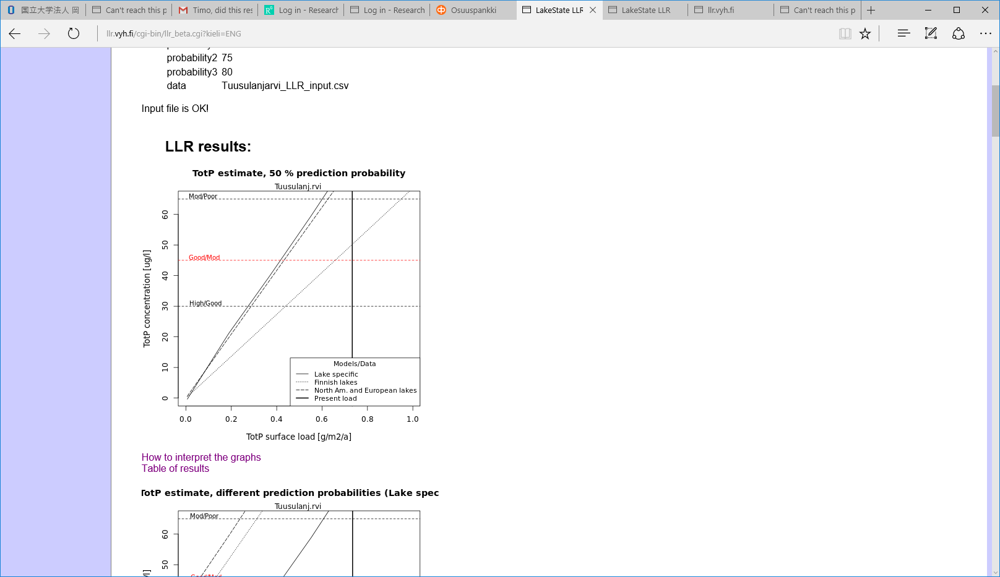 国立大学法人 岡
Can't reach this p
Timo, did this res
Log in - Research
Log in - Research
Osuuspankki
LakeState LLR
LakeState LLR
llr.vyh.fi
Can't reach this p
llr.vyh.fi/cgi-bin/llr_beta.cgi?kieli=ENG
probability2 75
probability3 80
data Tuusulanjarvi_LLR_input.csv
Input file is OK!
LLR results:
TotP estimate, 50 % prediction probability
Tuusulanj.rvi
Mod/Poor
Good/Mod
High/Good
TotP concentration [ug/l]
60
50
40
30
20
10
0
Models/Data
Lake specific
Finnish lakes
North Am. and European lakes
Present load
0.0 0.2 0.4 0.6 0.8 1.0
TotP surface load [g/m2/a]
How to interpret the graphs
Table of results
TotP estimate, different prediction probabilities (Lake spec
Tuusulanj.rvi
Mod/Poor
60
50
Good/Mod
/l]